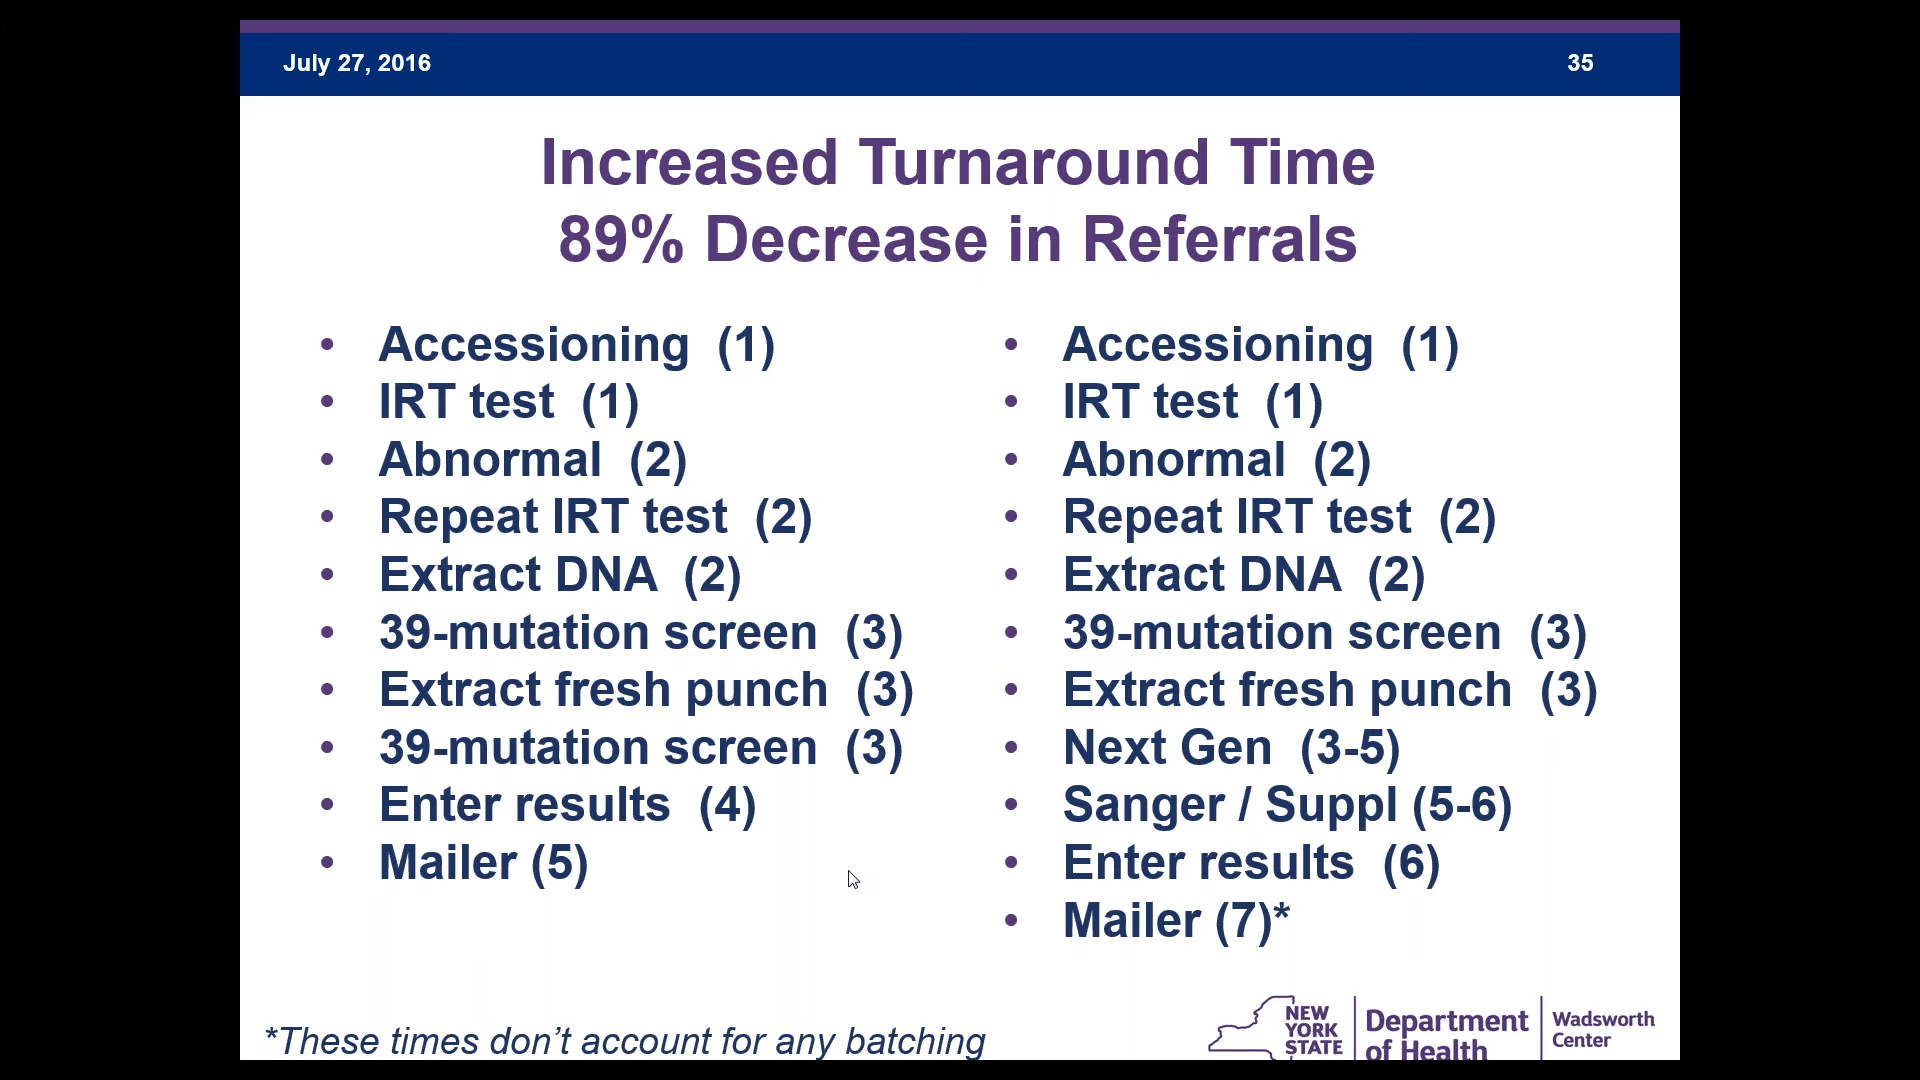 July 27, 2016
35
Increased Turnaround Time
89% Decrease in Referrals
• Accessioning (1)
• IRT test (1)
• Abnormal (2)
• Repeat IRT test (2)
• Extract DNA (2)
• 39-mutation screen (3)
• Extract fresh punch (3)
• 39-mutation screen (3)
• Enter results (4)
• Mailer (5)
• Accessioning (1)
• IRT test (1)
• Abnormal (2)
• Repeat IRT test (2)
• Extract DNA (2)
• 39-mutation screen (3)
• Extract fresh punch (3)
• Next Gen (3-5)
• Sanger / Suppl (5-6)
• Enter results (6)
• Mailer (7)*
*These times don’t account for any batching
NEW
YORK
STATE
Department
of Health
Wadsworth
Center